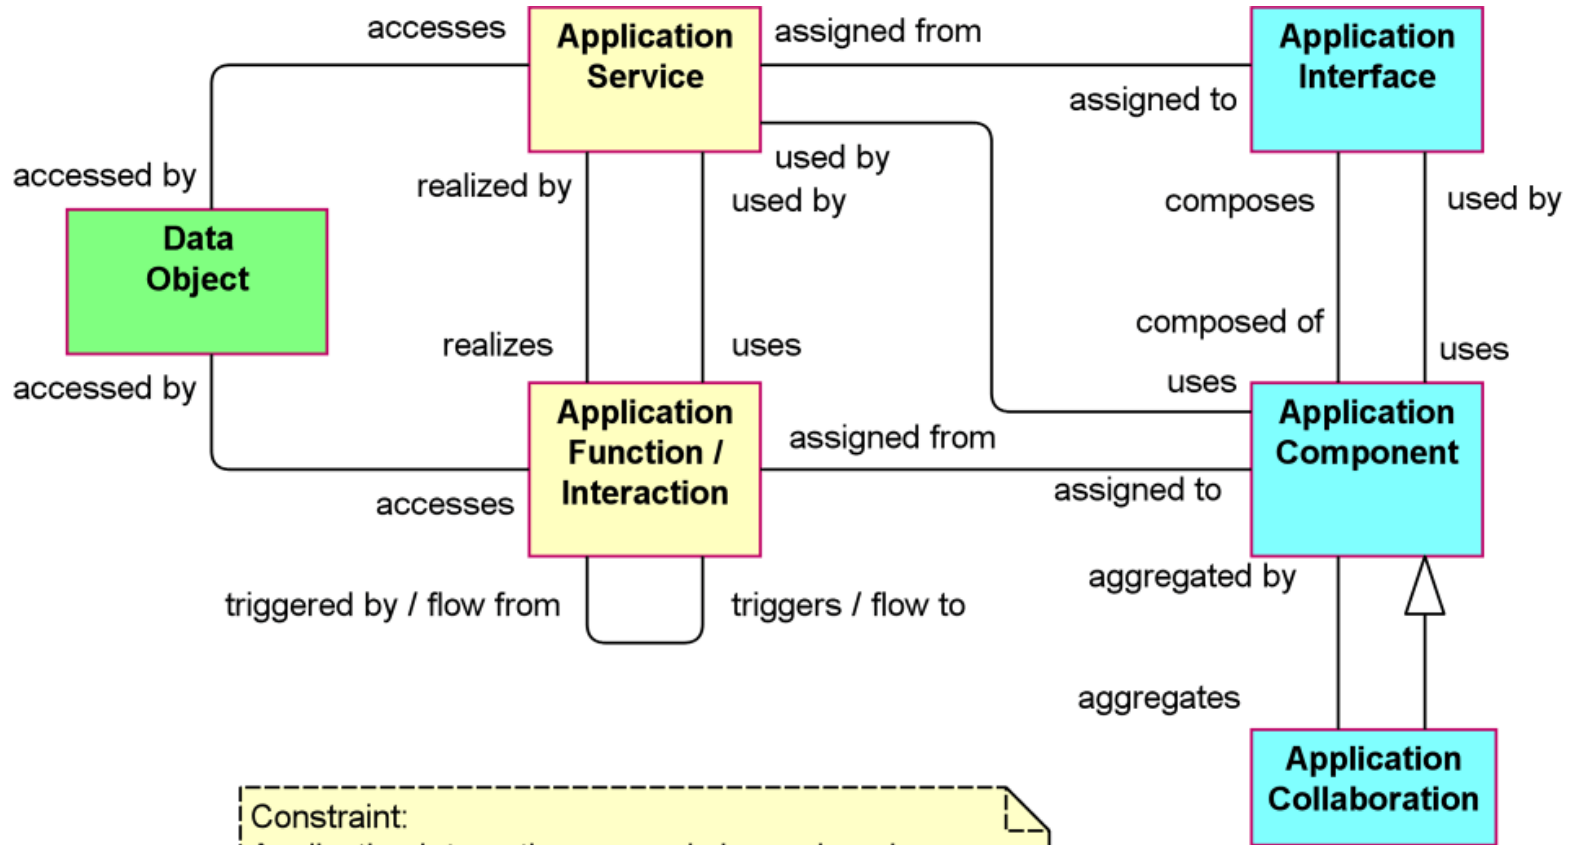 accesses
Application
Service
assigned from
Application
Interface
assigned to
accessed by
realized by
used by
used by
composes
used by
Data
Object
realizes
uses
composed of
uses
uses
accessed by
Application
Function /
Interaction
assigned from
Application
Component
accesses
assigned to
triggered by / flow from
triggers / flow to
aggregated by
aggregates
Application
Collaboration
Constraint: